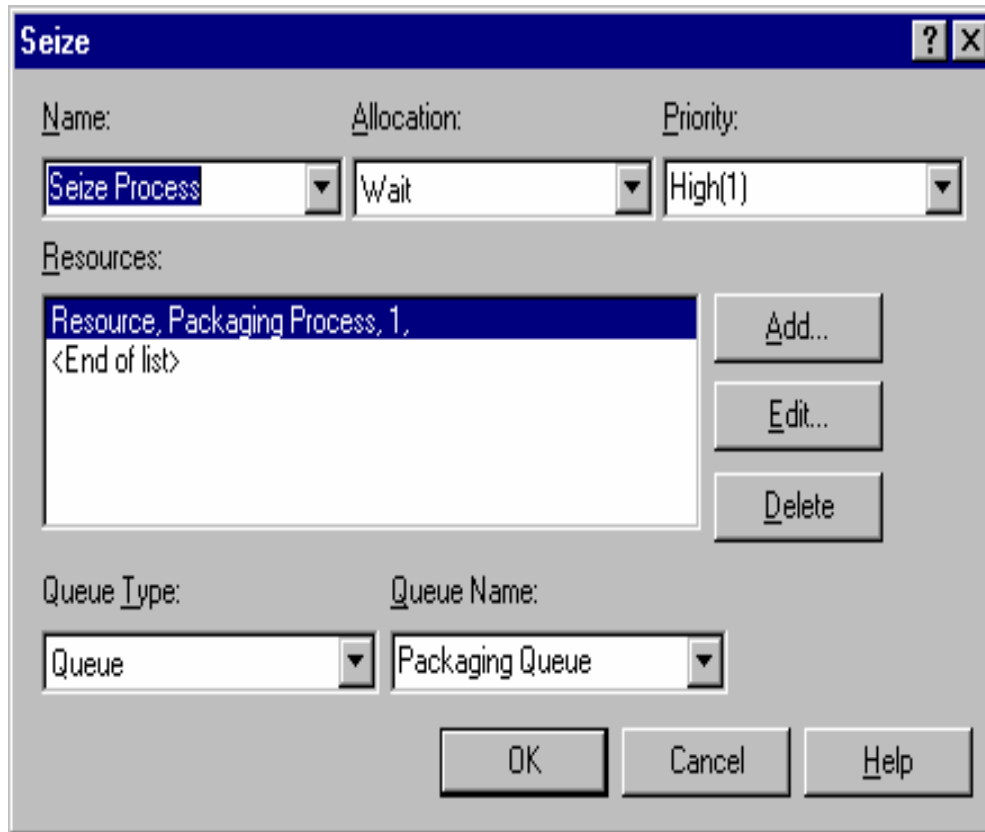 Seize
Name: Allocation: Priority:
Seize Process Wait High(1)
Resources:
Resource, Packaging Process, 1,
<End of list>
Add...
Edit...
Delete
Queue Type: Queue Name:
Queue Packaging Queue
OK Cancel Help